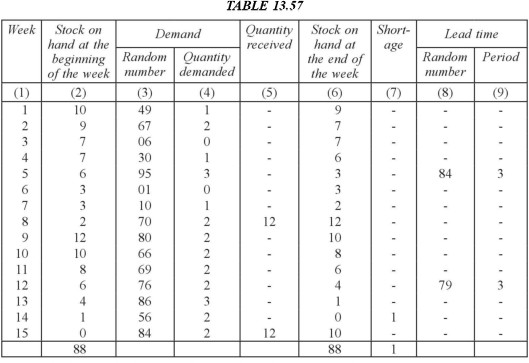 TABLE 13.57
Week Stock on hand at the beginning of the week Demand Quantity received Stock on hand at the end of the week Short-age Lead time
Random number Quantity demanded Random number Period
(1) (2) (3) (4) (5) (6) (7) (8) (9)
1 10 49 1 - 9 - - -
2 9 67 2 - 7 - - -
3 7 06 0 - 7 - - -
4 7 30 1 - 6 - - -
5 6 95 3 - 3 - 84 3
6 3 01 0 - 3 - - -
7 3 10 1 - 2 - - -
8 2 70 2 12 12 - - -
9 12 80 2 - 10 - - -
10 10 66 2 - 8 - - -
11 8 69 2 - 6 - - -
12 6 76 2 - 4 - 79 3
13 4 86 3 - 1 - - -
14 1 56 2 - 0 1 - -
15 0 84 2 12 10 - - -
88 88 1